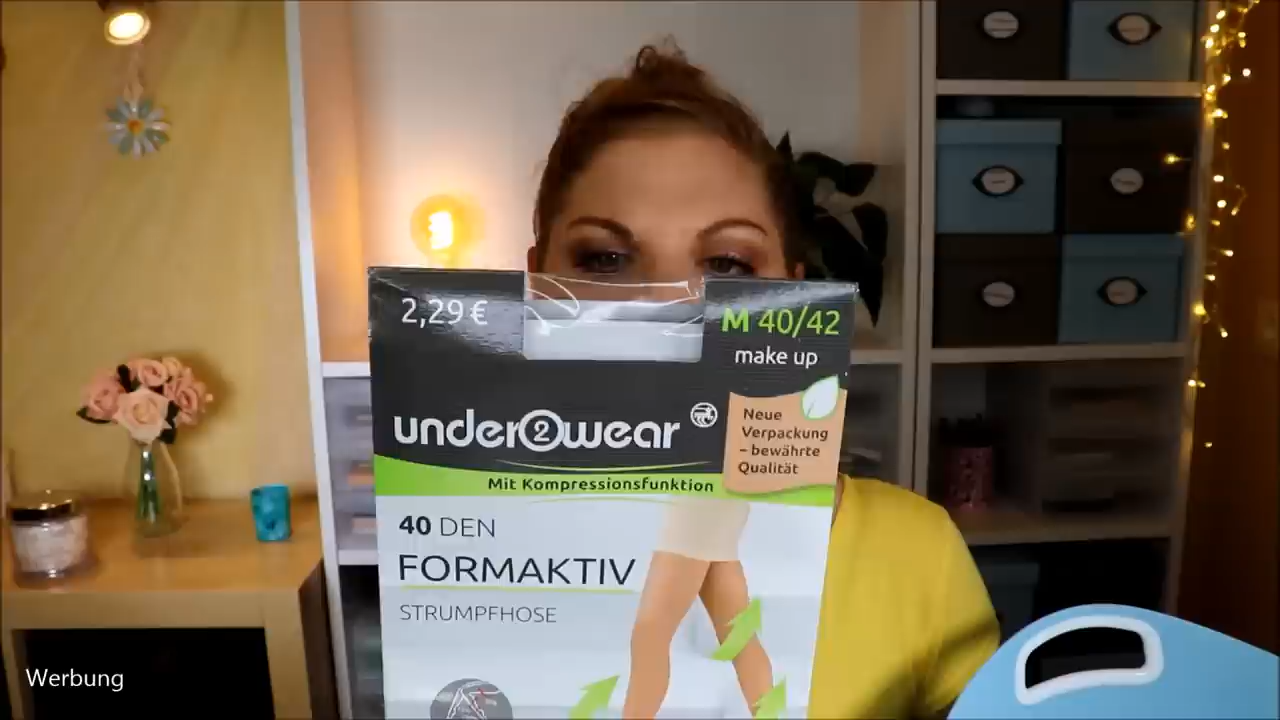 2,29 €
M 40/42
make up
under2wear
Neue
Verpackung
– bewährte
Qualität
Mit Kompressionsfunktion
40 DEN
FORMAKTIV
STRUMPFHOSE
Werbung